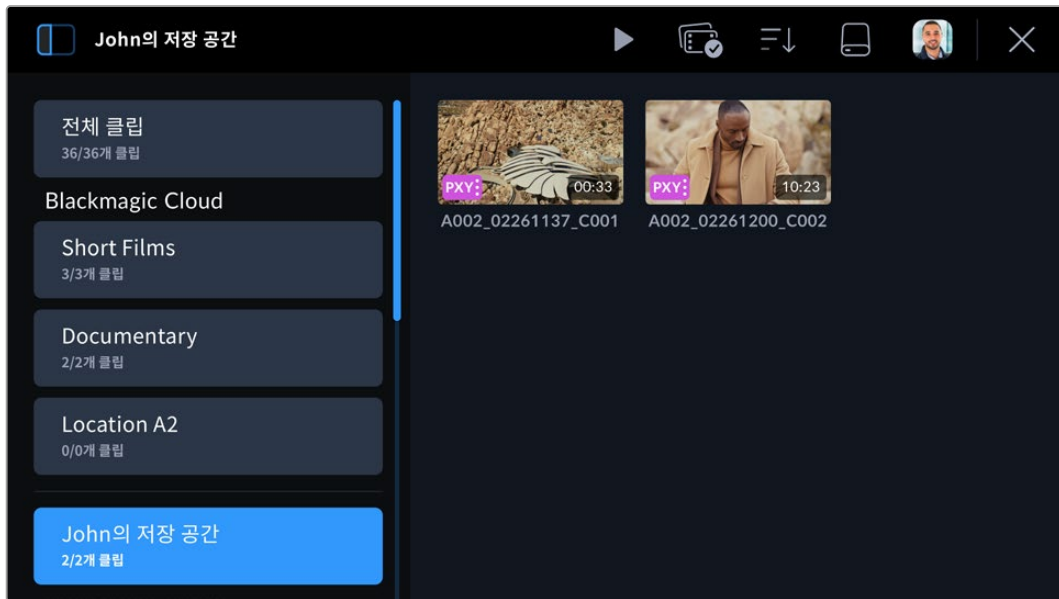 John의 저장 공간
전체 클립
36/36개 클립
Blackmagic Cloud
Short Films
3/3개 클립
Documentary
2/2개 클립
Location A2
0/0개 클립
John의 저장 공간
2/2개 클립
PXY 00:33
A002_02261137_C001
PXY 10:23
A002_02261200_C002